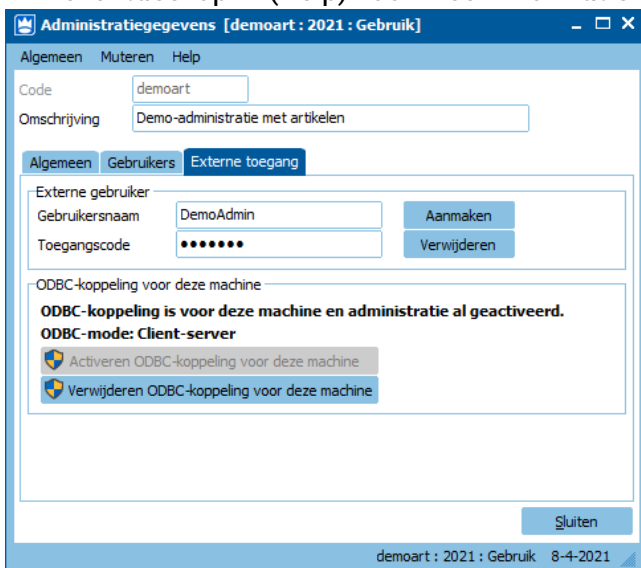 Administratiegegevens [demoart : 2021 : Gebruik]
Algemeen Muteren Help
Code demoart
Omschrijving Demo-administratie met artikelen
Algemeen Gebruikers Externe toegang
Externe gebruiker
Gebruikersnaam DemoAdmin Aanmaken
Toegangscode ●●●●●●● Verwijderen
ODBC-koppeling voor deze machine
ODBC-koppeling is voor deze machine en administratie al geactiveerd.
ODBC-mode: Client-server
Activeren ODBC-koppeling voor deze machine
Verwijderen ODBC-koppeling voor deze machine
Sluiten
demoart : 2021 : Gebruik 8-4-2021